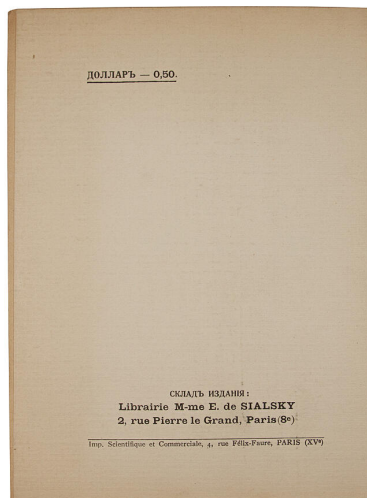 ДОЛЛАРЪ — 0,50.
СКЛАДЪ ИЗДАНІЯ :
Librairie M-me E. de SIALSKY
2, rue Pierre le Grand, Paris (8e)
Imp. Scientifique et Commerciale, 4, rue Félix-Faure, PARIS (XVe)